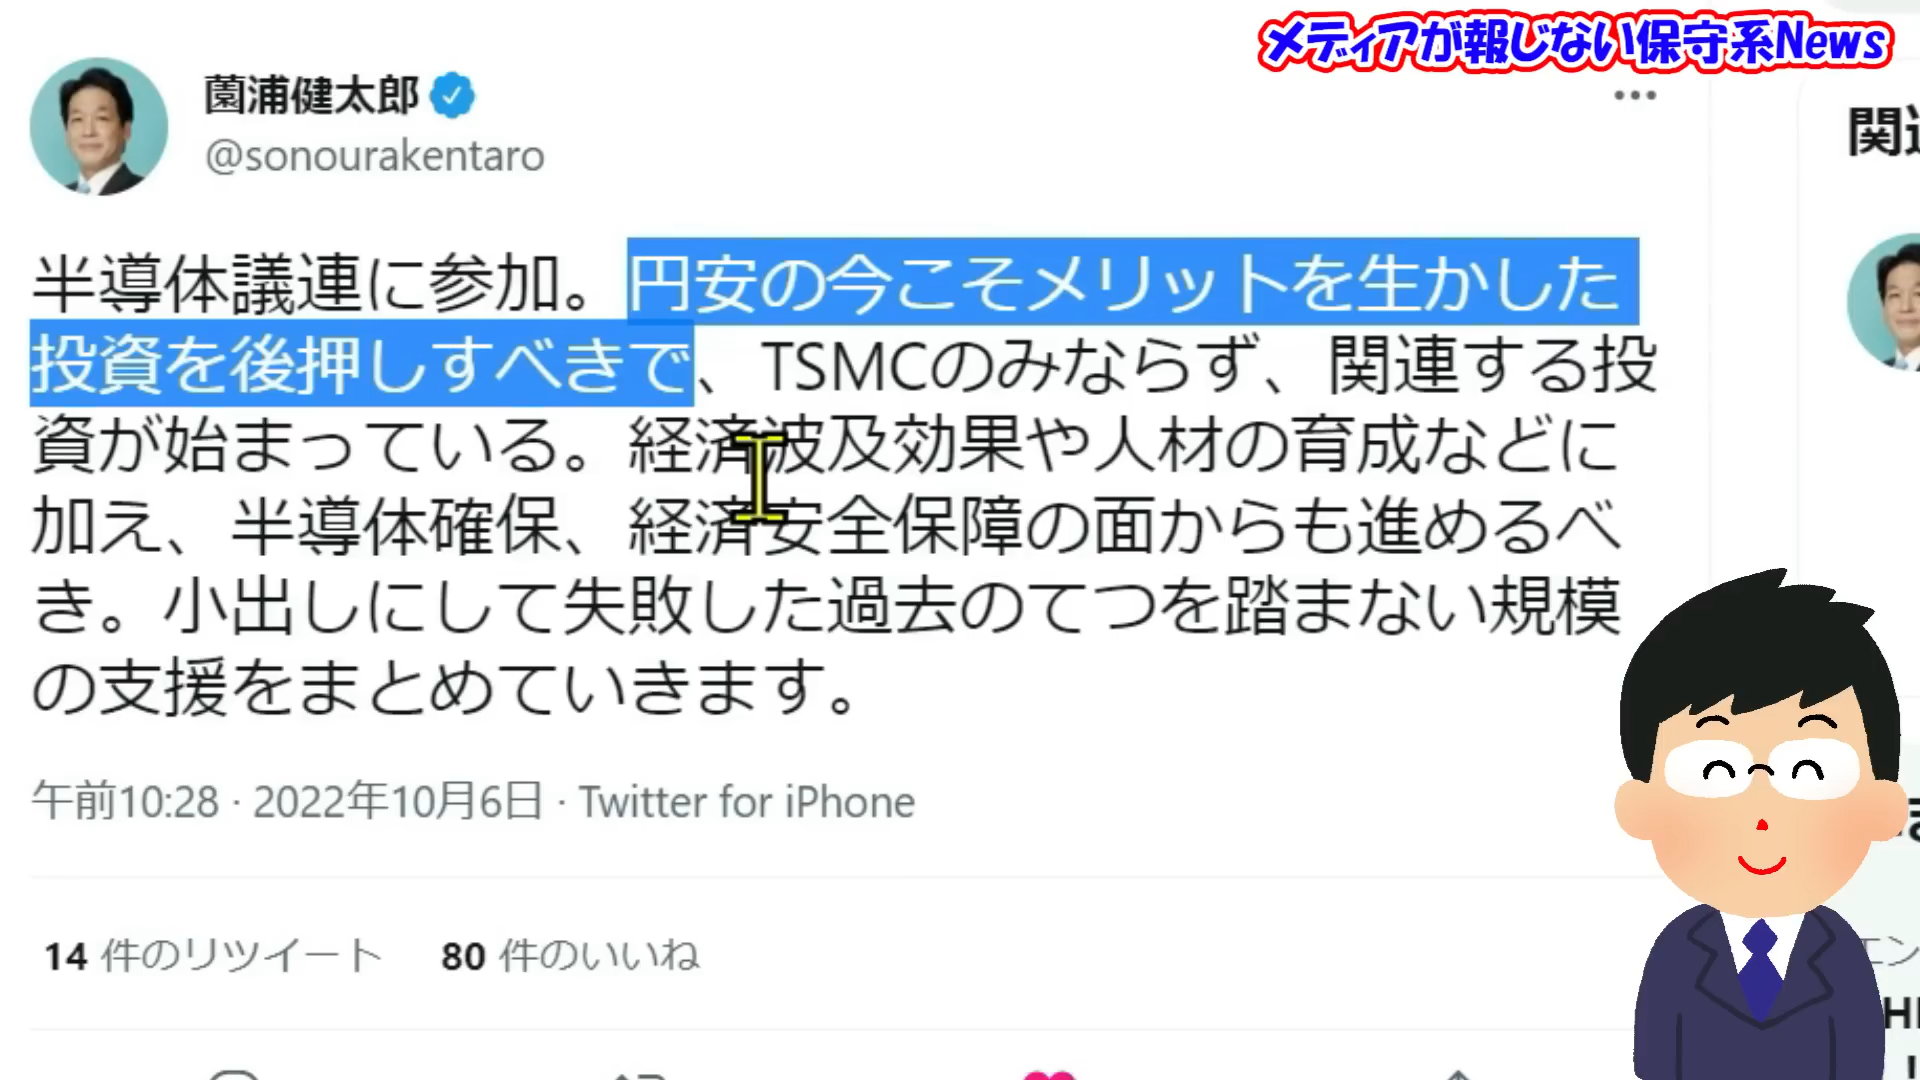 メディアが報じない保守系News
薗浦健太郎
@sonourakentaro
半導体議連に参加。円安の今こそメリットを生かした
投資を後押しすべきで、TSMCのみならず、関連する投
資が始まっている。経済波及効果や人材の育成などに
加え、半導体確保、経済安全保障の面からも進めるべ
き。小出しにして失敗した過去のてつを踏まない規模
の支援をまとめていきます。
午前10:28 · 2022年10月6日 · Twitter for iPhone
14 件のリツイート 80 件のいいね